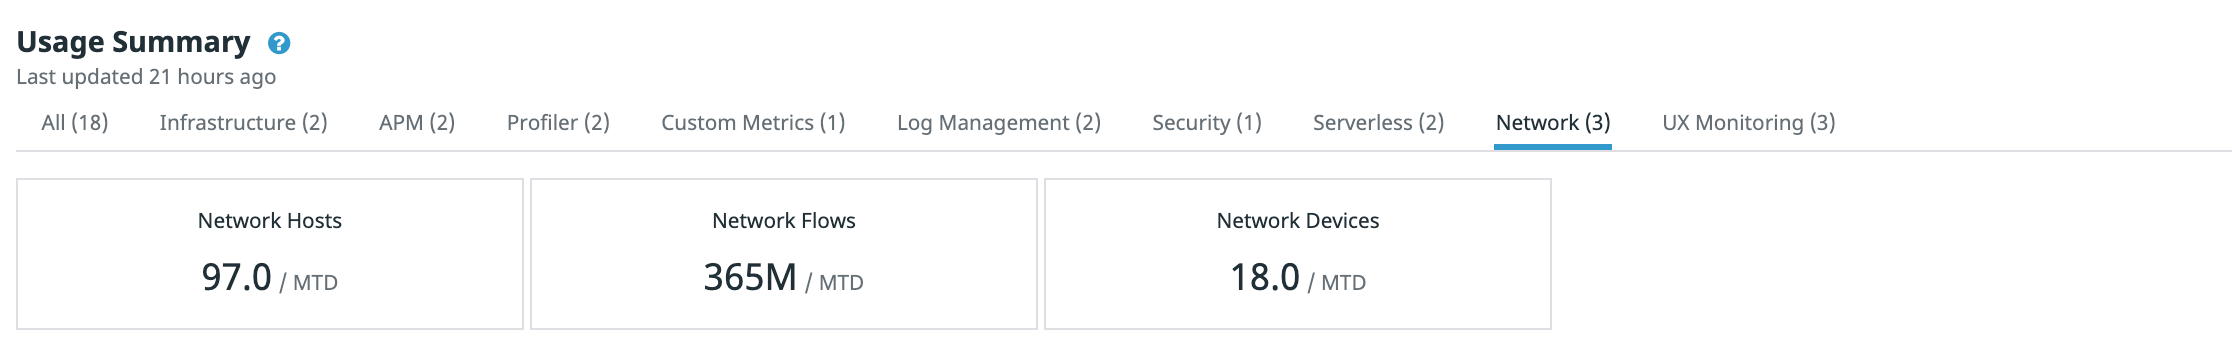 Usage Summary ?
Last updated 21 hours ago
All (18) Infrastructure (2) APM (2) Profiler (2) Custom Metrics (1) Log Management (2) Security (1) Serverless (2) Network (3) UX Monitoring (3)
Network Hosts Network Flows Network Devices
97.0 / MTD 365M / MTD 18.0 / MTD